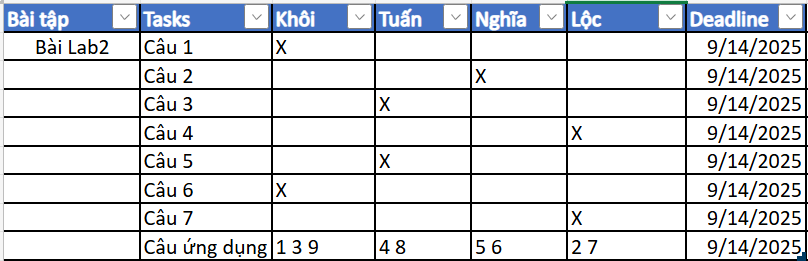 Bài tập Tasks Khôi Tuấn Nghĩa Lộc Deadline
Bài Lab2 Câu 1 X 9/14/2025
Câu 2 X 9/14/2025
Câu 3 X 9/14/2025
Câu 4 X 9/14/2025
Câu 5 X 9/14/2025
Câu 6 X 9/14/2025
Câu 7 X 9/14/2025
Câu ứng dụng 1 3 9 4 8 5 6 2 7 9/14/2025